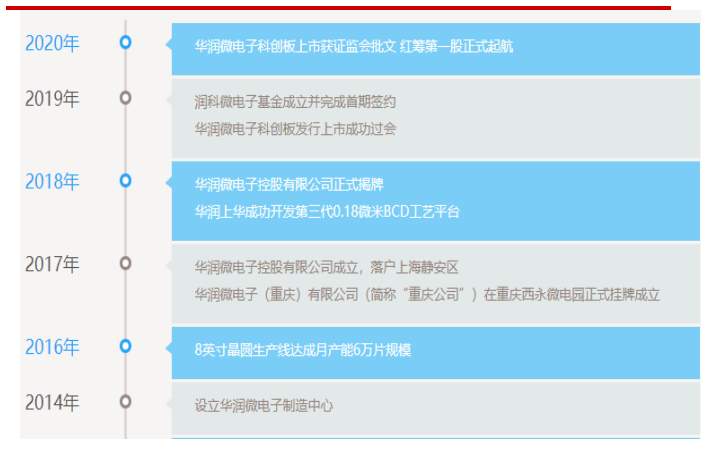 2020年
华润微电子科创板上市获证监会批文 红筹第一股正式起航
2019年
润科微电子基金成立并完成首期签约
华润微电子科创板发行上市成功过会
2018年
华润微电子控股有限公司正式揭牌
华润上华成功开发第三代0.18微米BCD工艺平台
2017年
华润微电子控股有限公司成立，落户上海静安区
华润微电子（重庆）有限公司（简称“重庆公司”）在重庆西永微电园正式挂牌成立
2016年
8英寸晶圆生产线达成月产能6万片规模
2014年
设立华润微电子制造中心